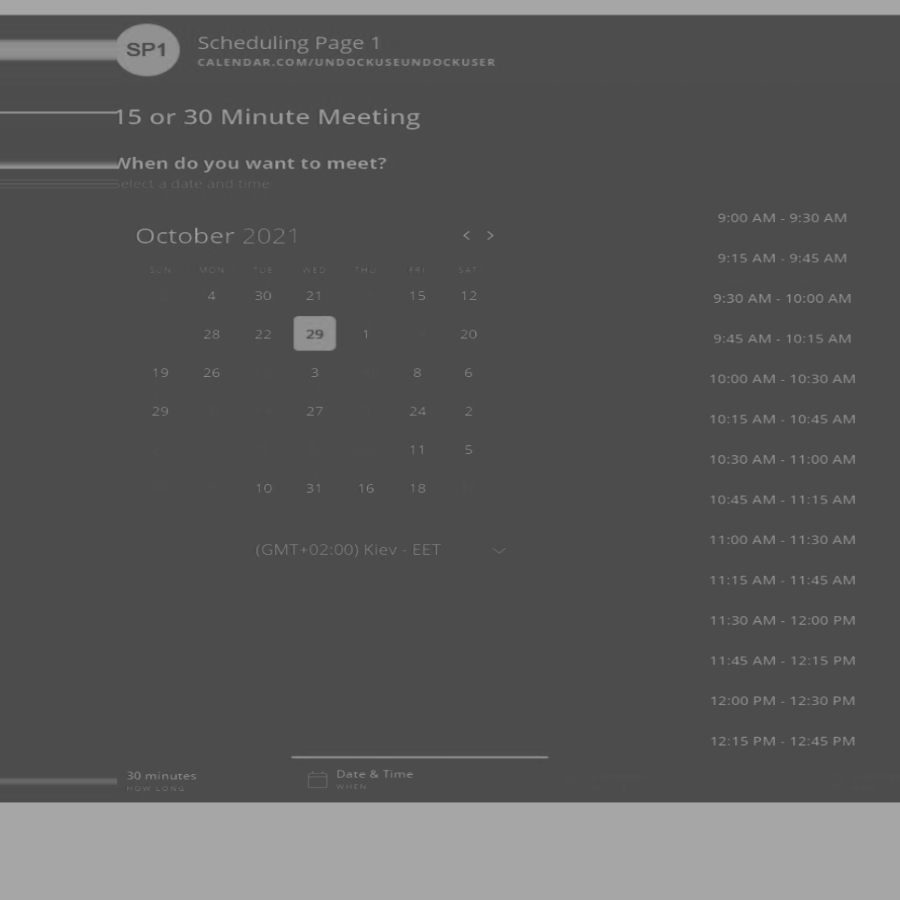 SP1
Scheduling Page 1
CALENDAR.COM/UNDOCKUSEUNDOCKUSER
15 or 30 Minute Meeting
When do you want to meet?
Select a date and time
October 2021 < >
SUN MON TUE WED THU FRI SAT
4 30 21 15 12
28 22 29 1 20
19 26 3 8 6
29 27 24 2
11 5
10 31 16 18
(GMT+02:00) Kiev - EET
9:00 AM - 9:30 AM
9:15 AM - 9:45 AM
9:30 AM - 10:00 AM
9:45 AM - 10:15 AM
10:00 AM - 10:30 AM
10:15 AM - 10:45 AM
10:30 AM - 11:00 AM
10:45 AM - 11:15 AM
11:00 AM - 11:30 AM
11:15 AM - 11:45 AM
11:30 AM - 12:00 PM
11:45 AM - 12:15 PM
12:00 PM - 12:30 PM
12:15 PM - 12:45 PM
30 minutes
HOW LONG
Date & Time
WHEN